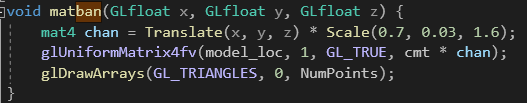 void matban(GLfloat x, GLfloat y, GLfloat z) {
mat4 chan = Translate(x, y, z) * Scale(0.7, 0.03, 1.6);
glUniformMatrix4fv(model_loc, 1, GL_TRUE, cmt * chan);
glDrawArrays(GL_TRIANGLES, 0, NumPoints);
}